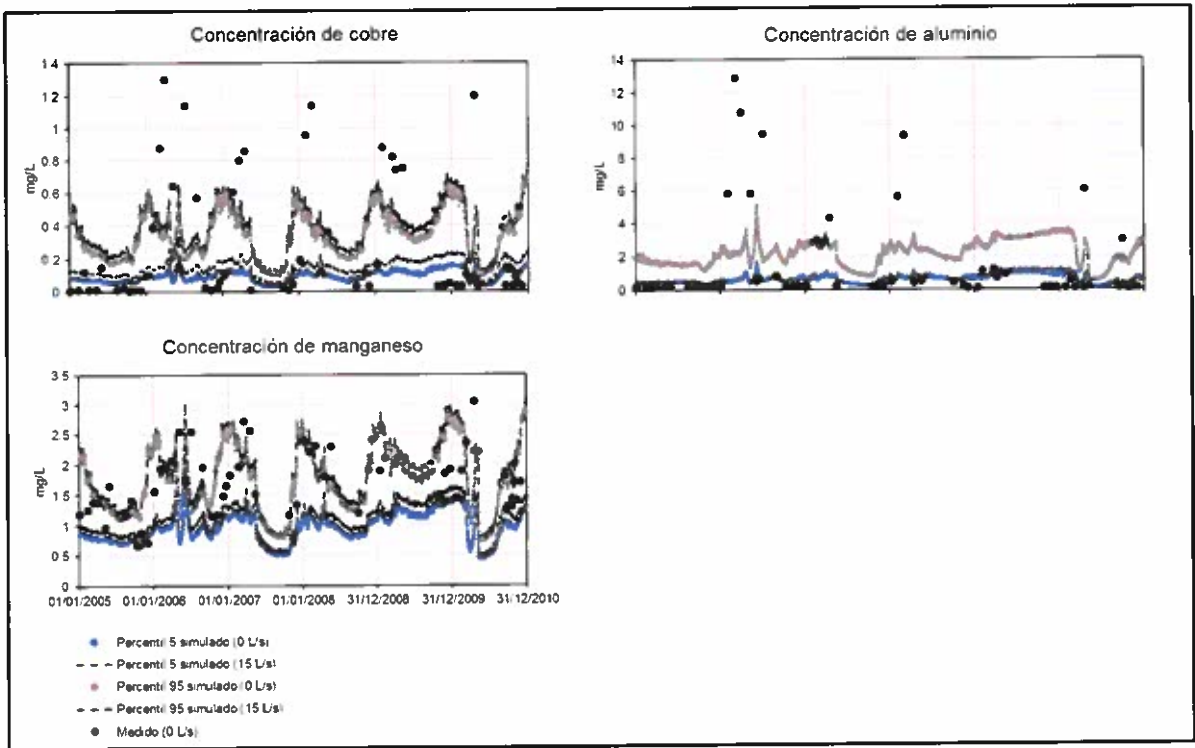 Concentración de cobre
1 4
1 2
1
0 8
0 6
0 4
0 2
0
mg/L
Concentración de aluminio
14
12
10
8
6
4
2
0
mg/L
Concentración de manganeso
3 5
3
2 5
2
1 5
1
0 5
0
mg/L
01/01/2005 01/01/2006 01/01/2007 01/01/2008 31/12/2008 31/12/2009 31/12/2010
Percentil 5 simulado (0 L/s)
Percentil 5 simulado (15 L/s)
Percentil 95 simulado (0 L/s)
Percentil 95 simulado (15 L/s)
Medido (0 L/s)